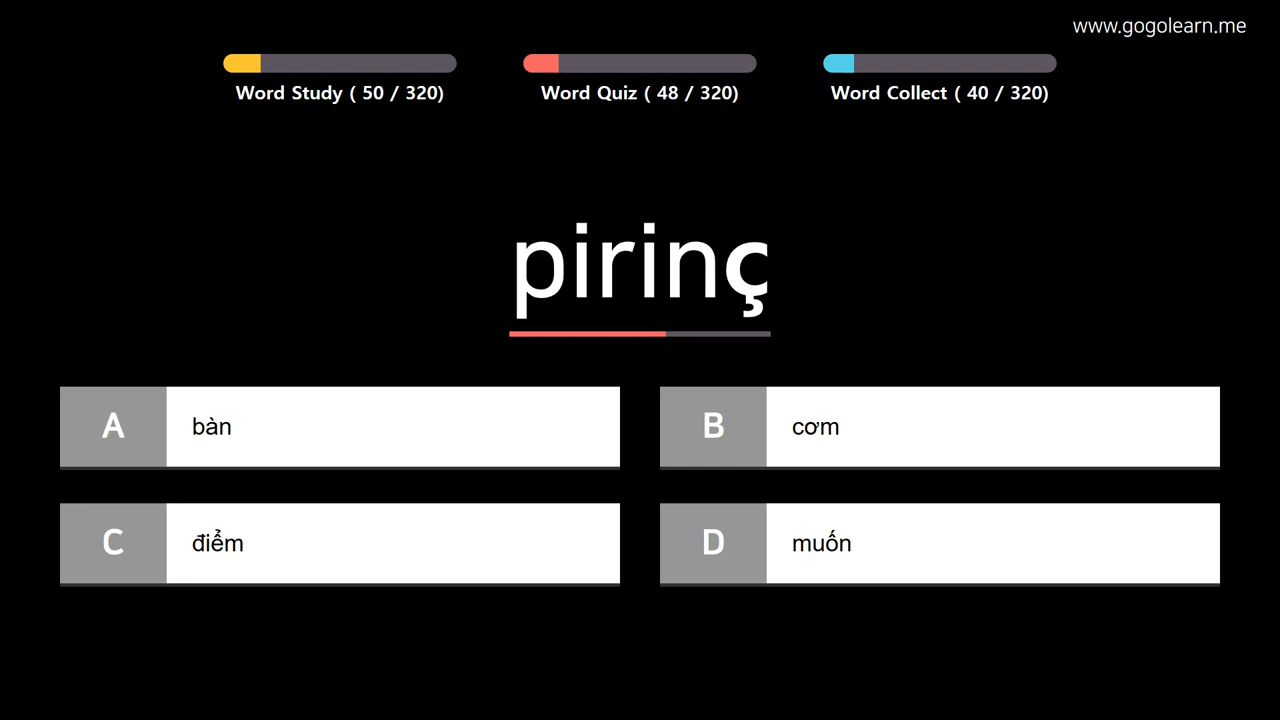 www.gogolearn.me
Word Study ( 50 / 320)
Word Quiz ( 48 / 320)
Word Collect ( 40 / 320)
pirinç
A bàn
B cơm
C điểm
D muốn